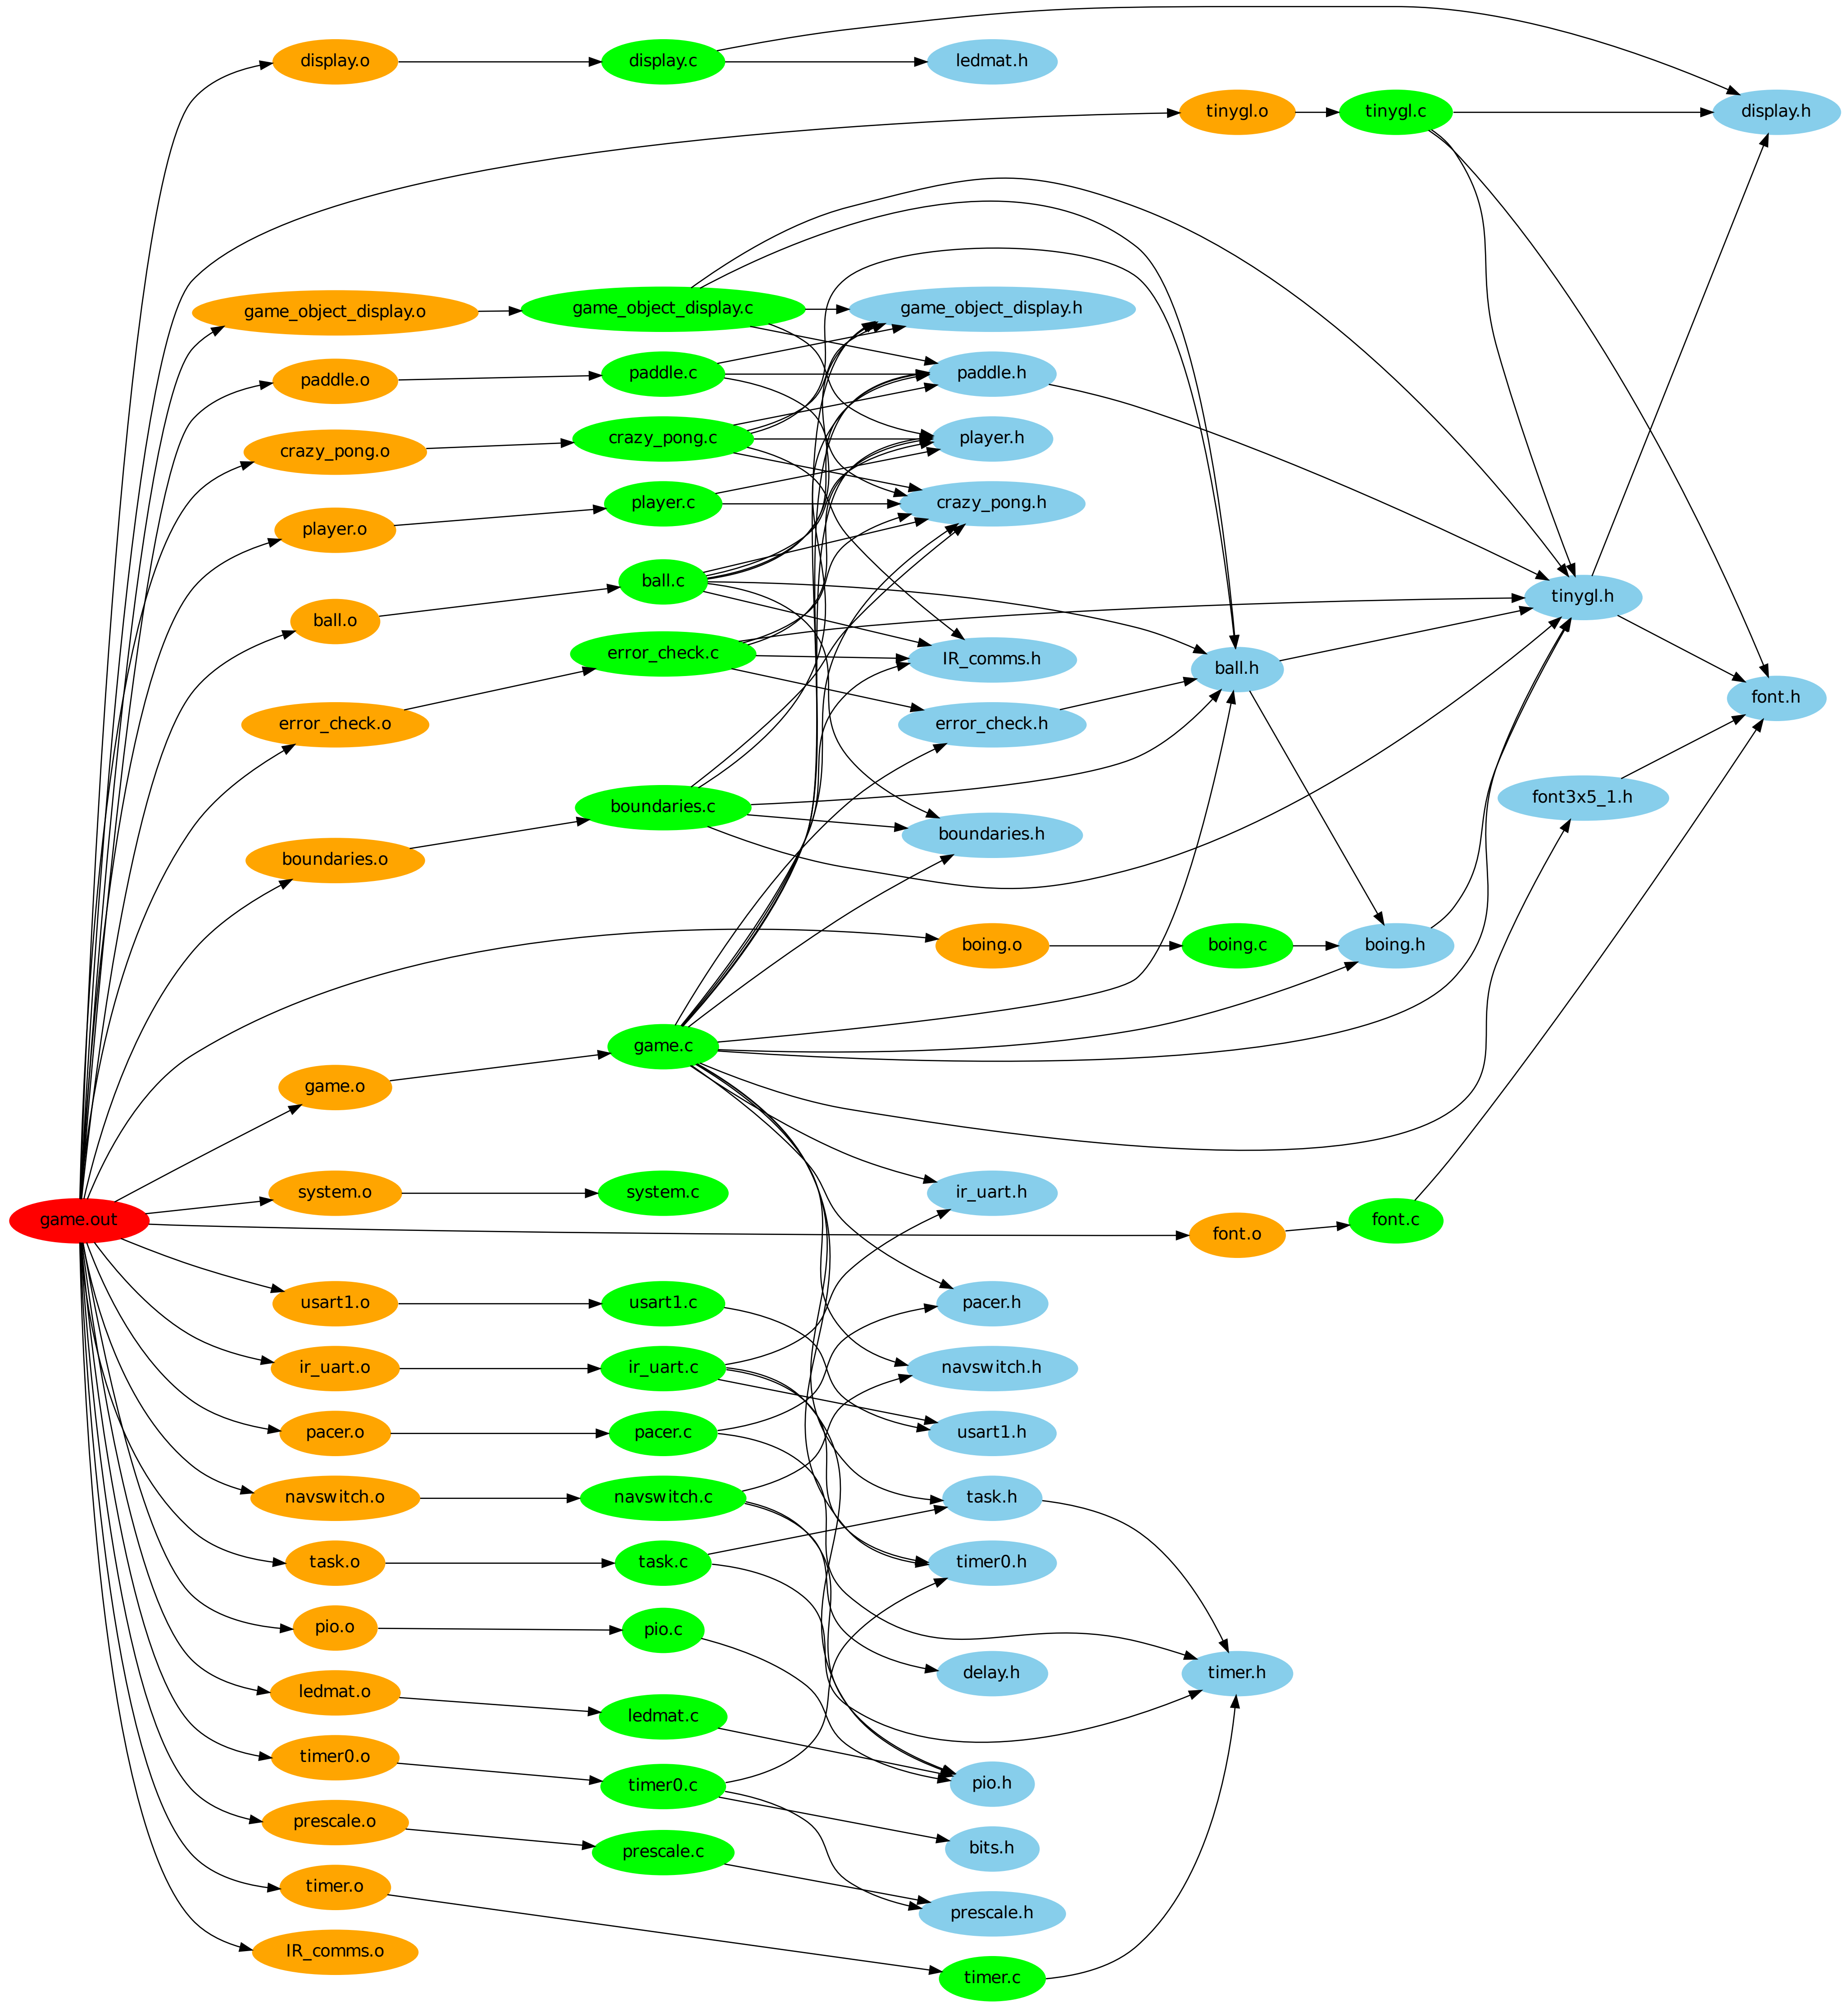 display.o
display.c
ledmat.h
tinygl.o
tinygl.c
display.h
game_object_display.o
game_object_display.c
game_object_display.h
paddle.o
paddle.c
paddle.h
crazy_pong.o
crazy_pong.c
player.h
player.o
player.c
crazy_pong.h
ball.o
ball.c
tinygl.h
error_check.c
IR_comms.h
ball.h
font.h
error_check.o
error_check.h
font3x5_1.h
boundaries.o
boundaries.c
boundaries.h
boing.o
boing.c
boing.h
game.o
game.c
system.o
system.c
ir_uart.h
game.out
font.o
font.c
usart1.o
usart1.c
pacer.h
ir_uart.o
ir_uart.c
navswitch.h
pacer.o
pacer.c
usart1.h
navswitch.o
navswitch.c
task.h
task.o
task.c
timer0.h
pio.o
pio.c
delay.h
timer.h
ledmat.o
ledmat.c
timer0.o
timer0.c
pio.h
prescale.o
prescale.c
bits.h
timer.o
prescale.h
IR_comms.o
timer.c